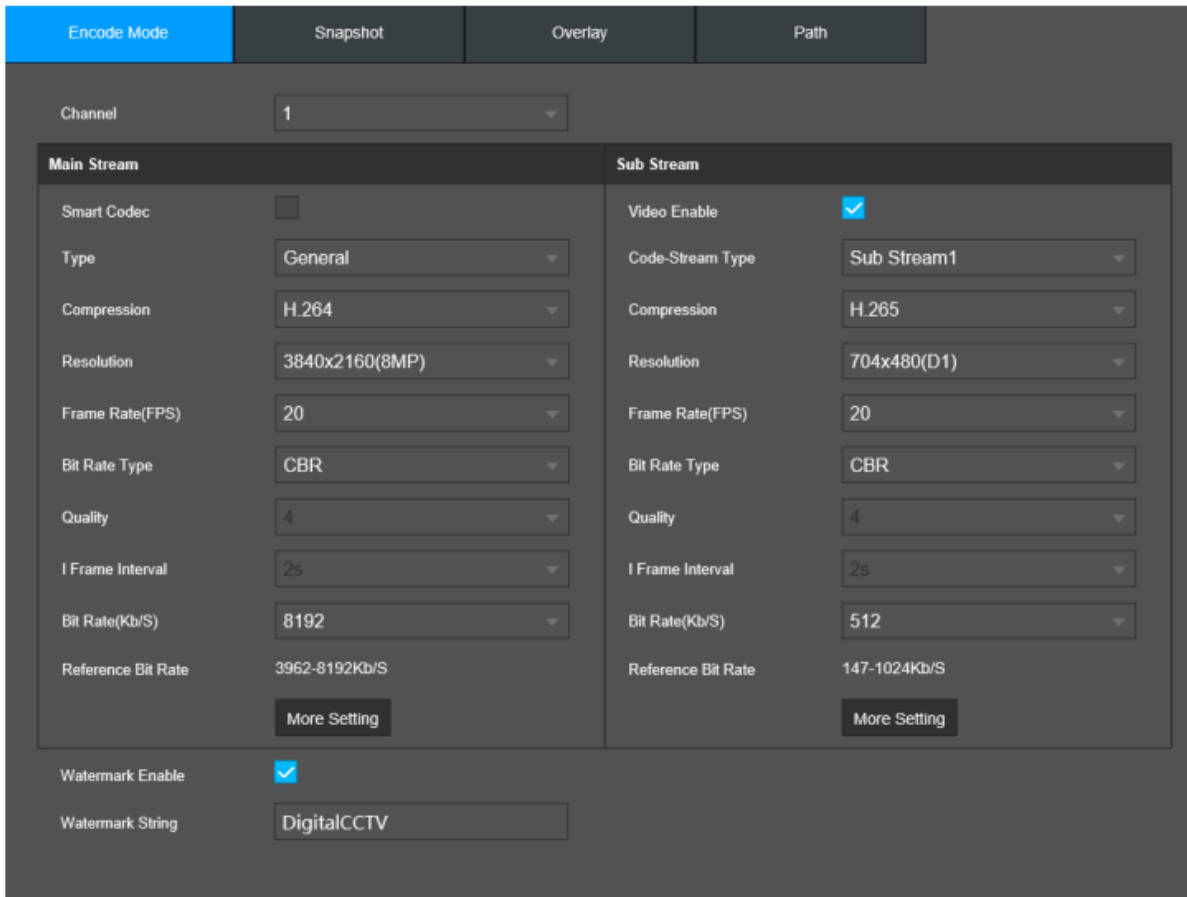 Encode Mode Snapshot Overlay Path
Channel 1
Main Stream Sub Stream
Smart Codec Video Enable
Type General Code-Stream Type Sub Stream1
Compression H.264 Compression H.265
Resolution 3840x2160(8MP) Resolution 704x480(D1)
Frame Rate(FPS) 20 Frame Rate(FPS) 20
Bit Rate Type CBR Bit Rate Type CBR
Quality 4 Quality 4
I Frame Interval 2s I Frame Interval 2s
Bit Rate(Kb/S) 8192 Bit Rate(Kb/S) 512
Reference Bit Rate 3962-8192Kb/S Reference Bit Rate 147-1024Kb/S
More Setting More Setting
Watermark Enable
Watermark String DigitalCCTV